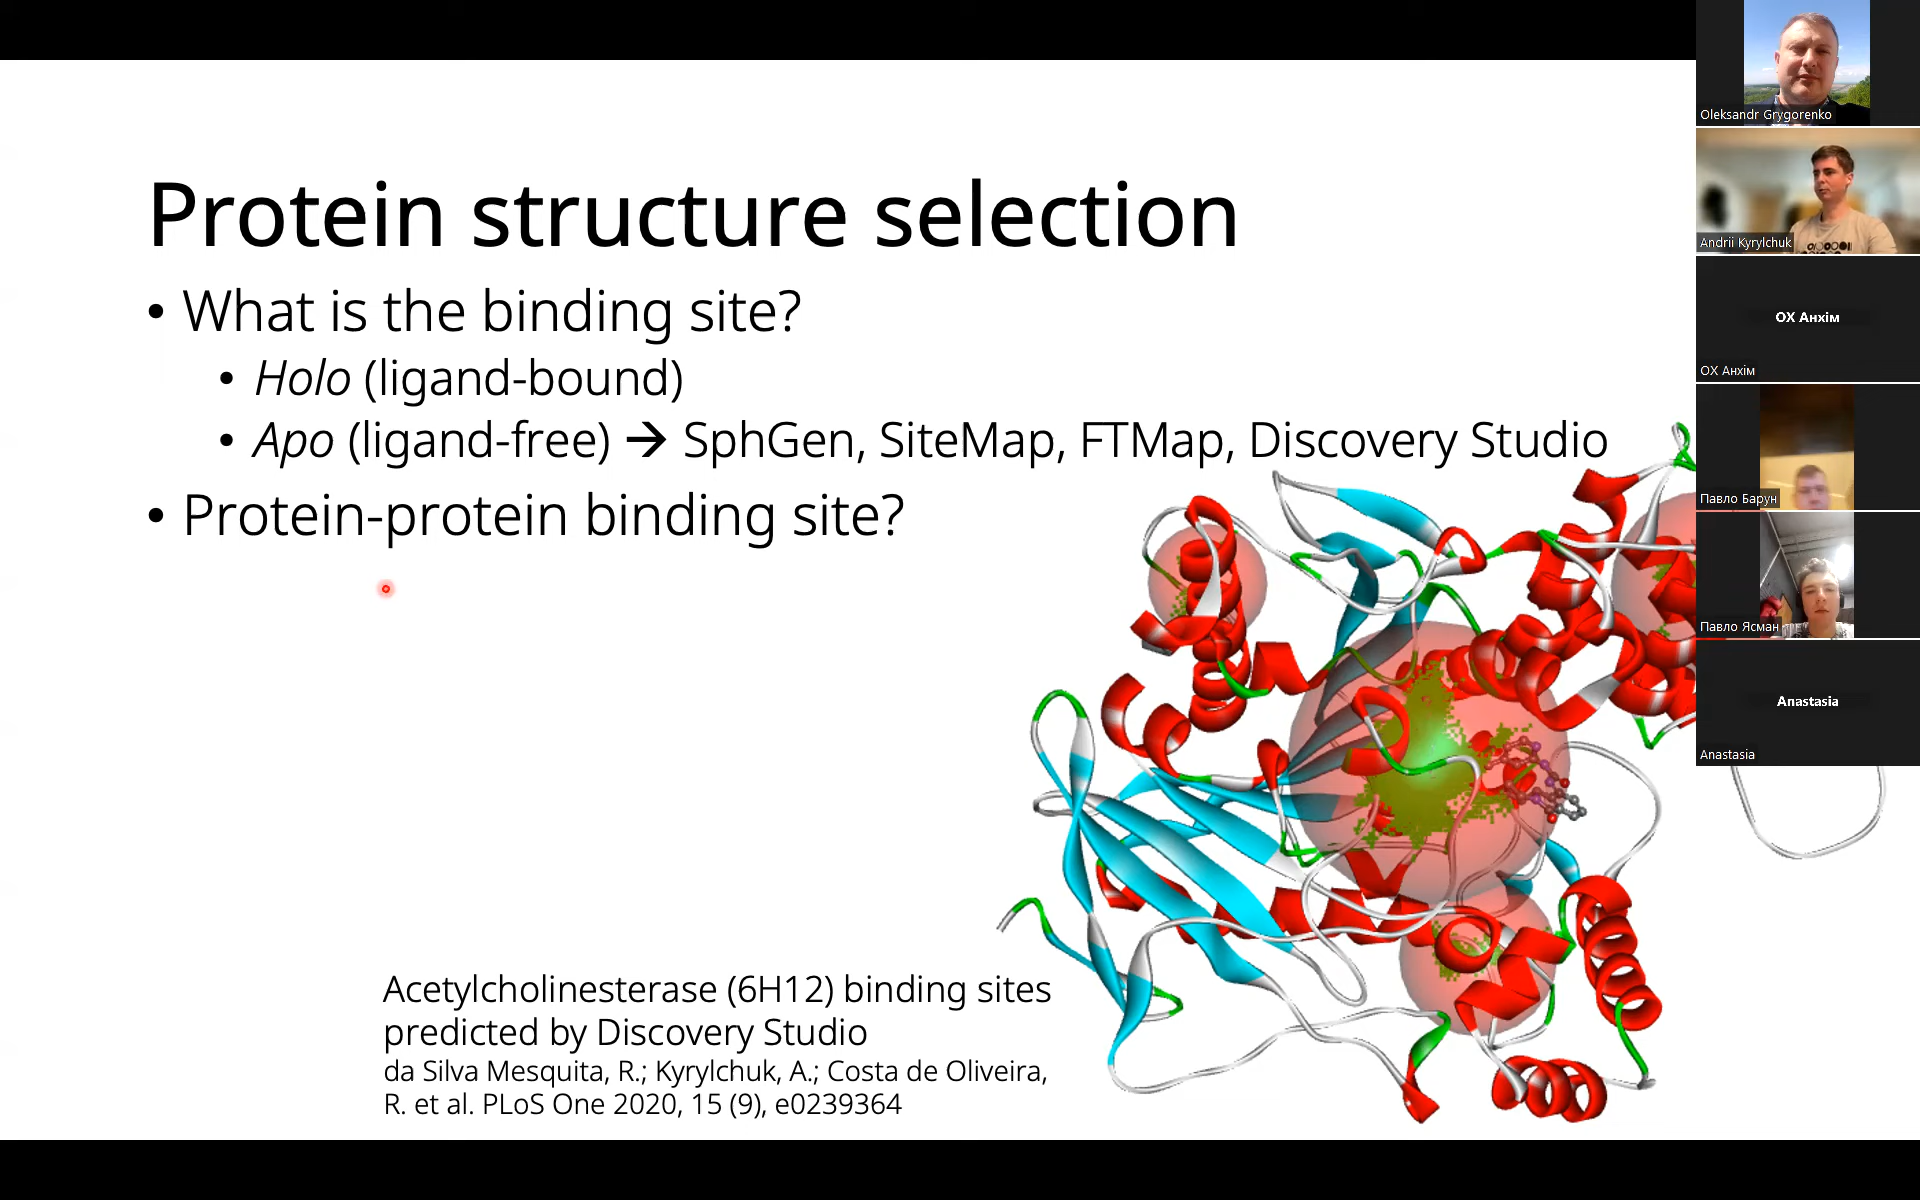 Protein structure selection
• What is the binding site?
• Holo (ligand-bound)
• Apo (ligand-free) → SphGen, SiteMap, FTMap, Discovery Studio
• Protein-protein binding site?
Acetylcholinesterase (6H12) binding sites
predicted by Discovery Studio
da Silva Mesquita, R.; Kyrylchuk, A.; Costa de Oliveira,
R. et al. PLoS One 2020, 15 (9), e0239364
Oleksandr Grygorenko
Andrii Kyrylchuk
ОХ Анхім
ОХ Анхім
Павло Барун
Павло Ясман
Anastasia
Anastasia